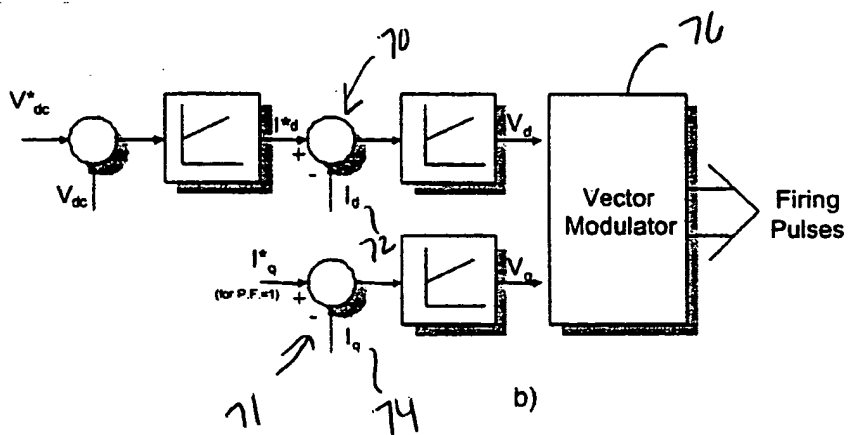 70
76
V*dc
I*d
+
-
Vd
Vdc
Id
72
Vector
Modulator
Firing
Pulses
I*q
(for P.F.=1)
+
-
Vq
Iq
71
74
b)